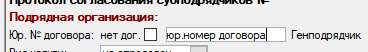 Протокол согласования субподрядчиков №
Подрядная организация:
Юр. № договора: нет дог. юр.номер договора Генподрядчик